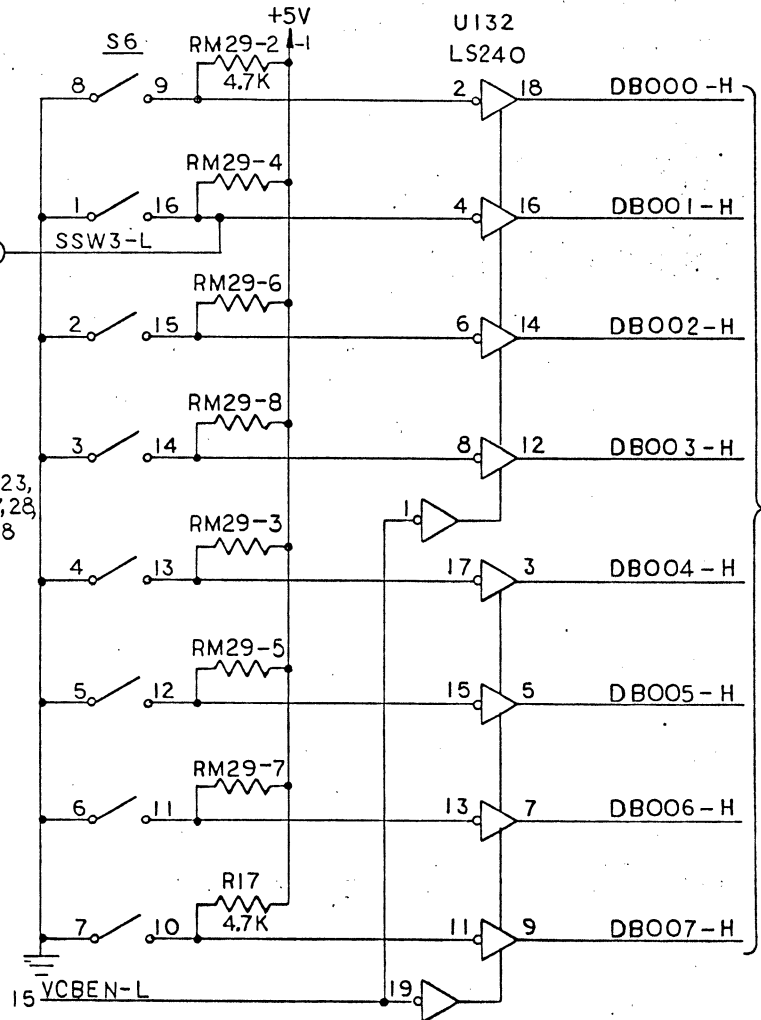 +5V
U132
S6
RM29-2
-1
LS240
4.7K
8
9
2
18
DB000-H
RM29-4
1
16
4
16
DB001-H
SSW3-L
RM29-6
2
15
6
14
DB002-H
RM29-8
3
14
8
12
DB003-H
23,
,28,
8
1
RM29-3
4
13
17
3
DB004-H
RM29-5
5
12
15
5
DB005-H
RM29-7
6
11
13
7
DB006-H
R17
4.7K
7
10
11
9
DB007-H
15
VCBEN-L
19